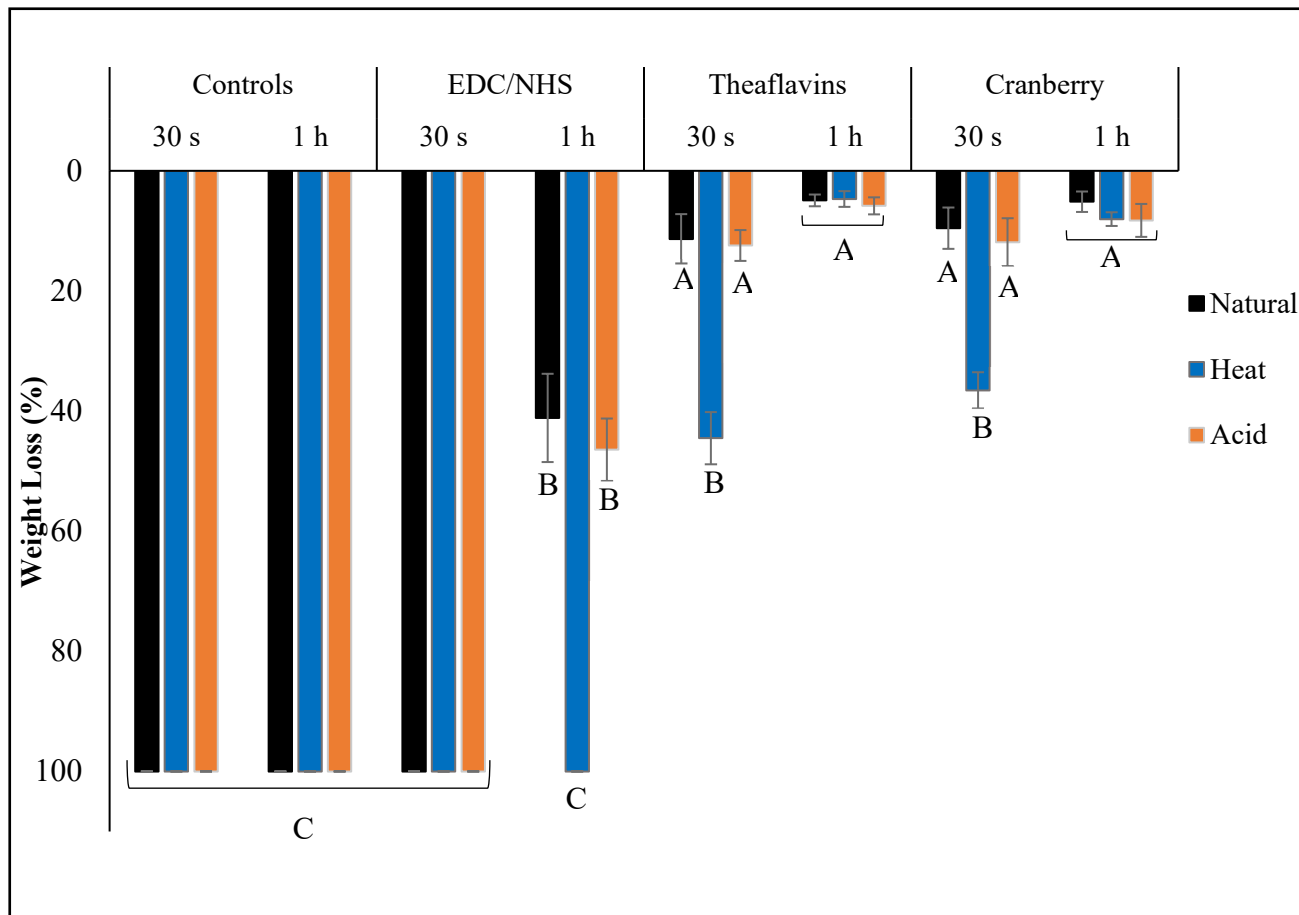 Controls EDC/NHS Theaflavins Cranberry
30 s 1 h 30 s 1 h 30 s 1 h 30 s 1 h
0
20
40
60
80
100
Weight Loss (%)
A A A A A A
B B B B
C C
Natural
Heat
Acid